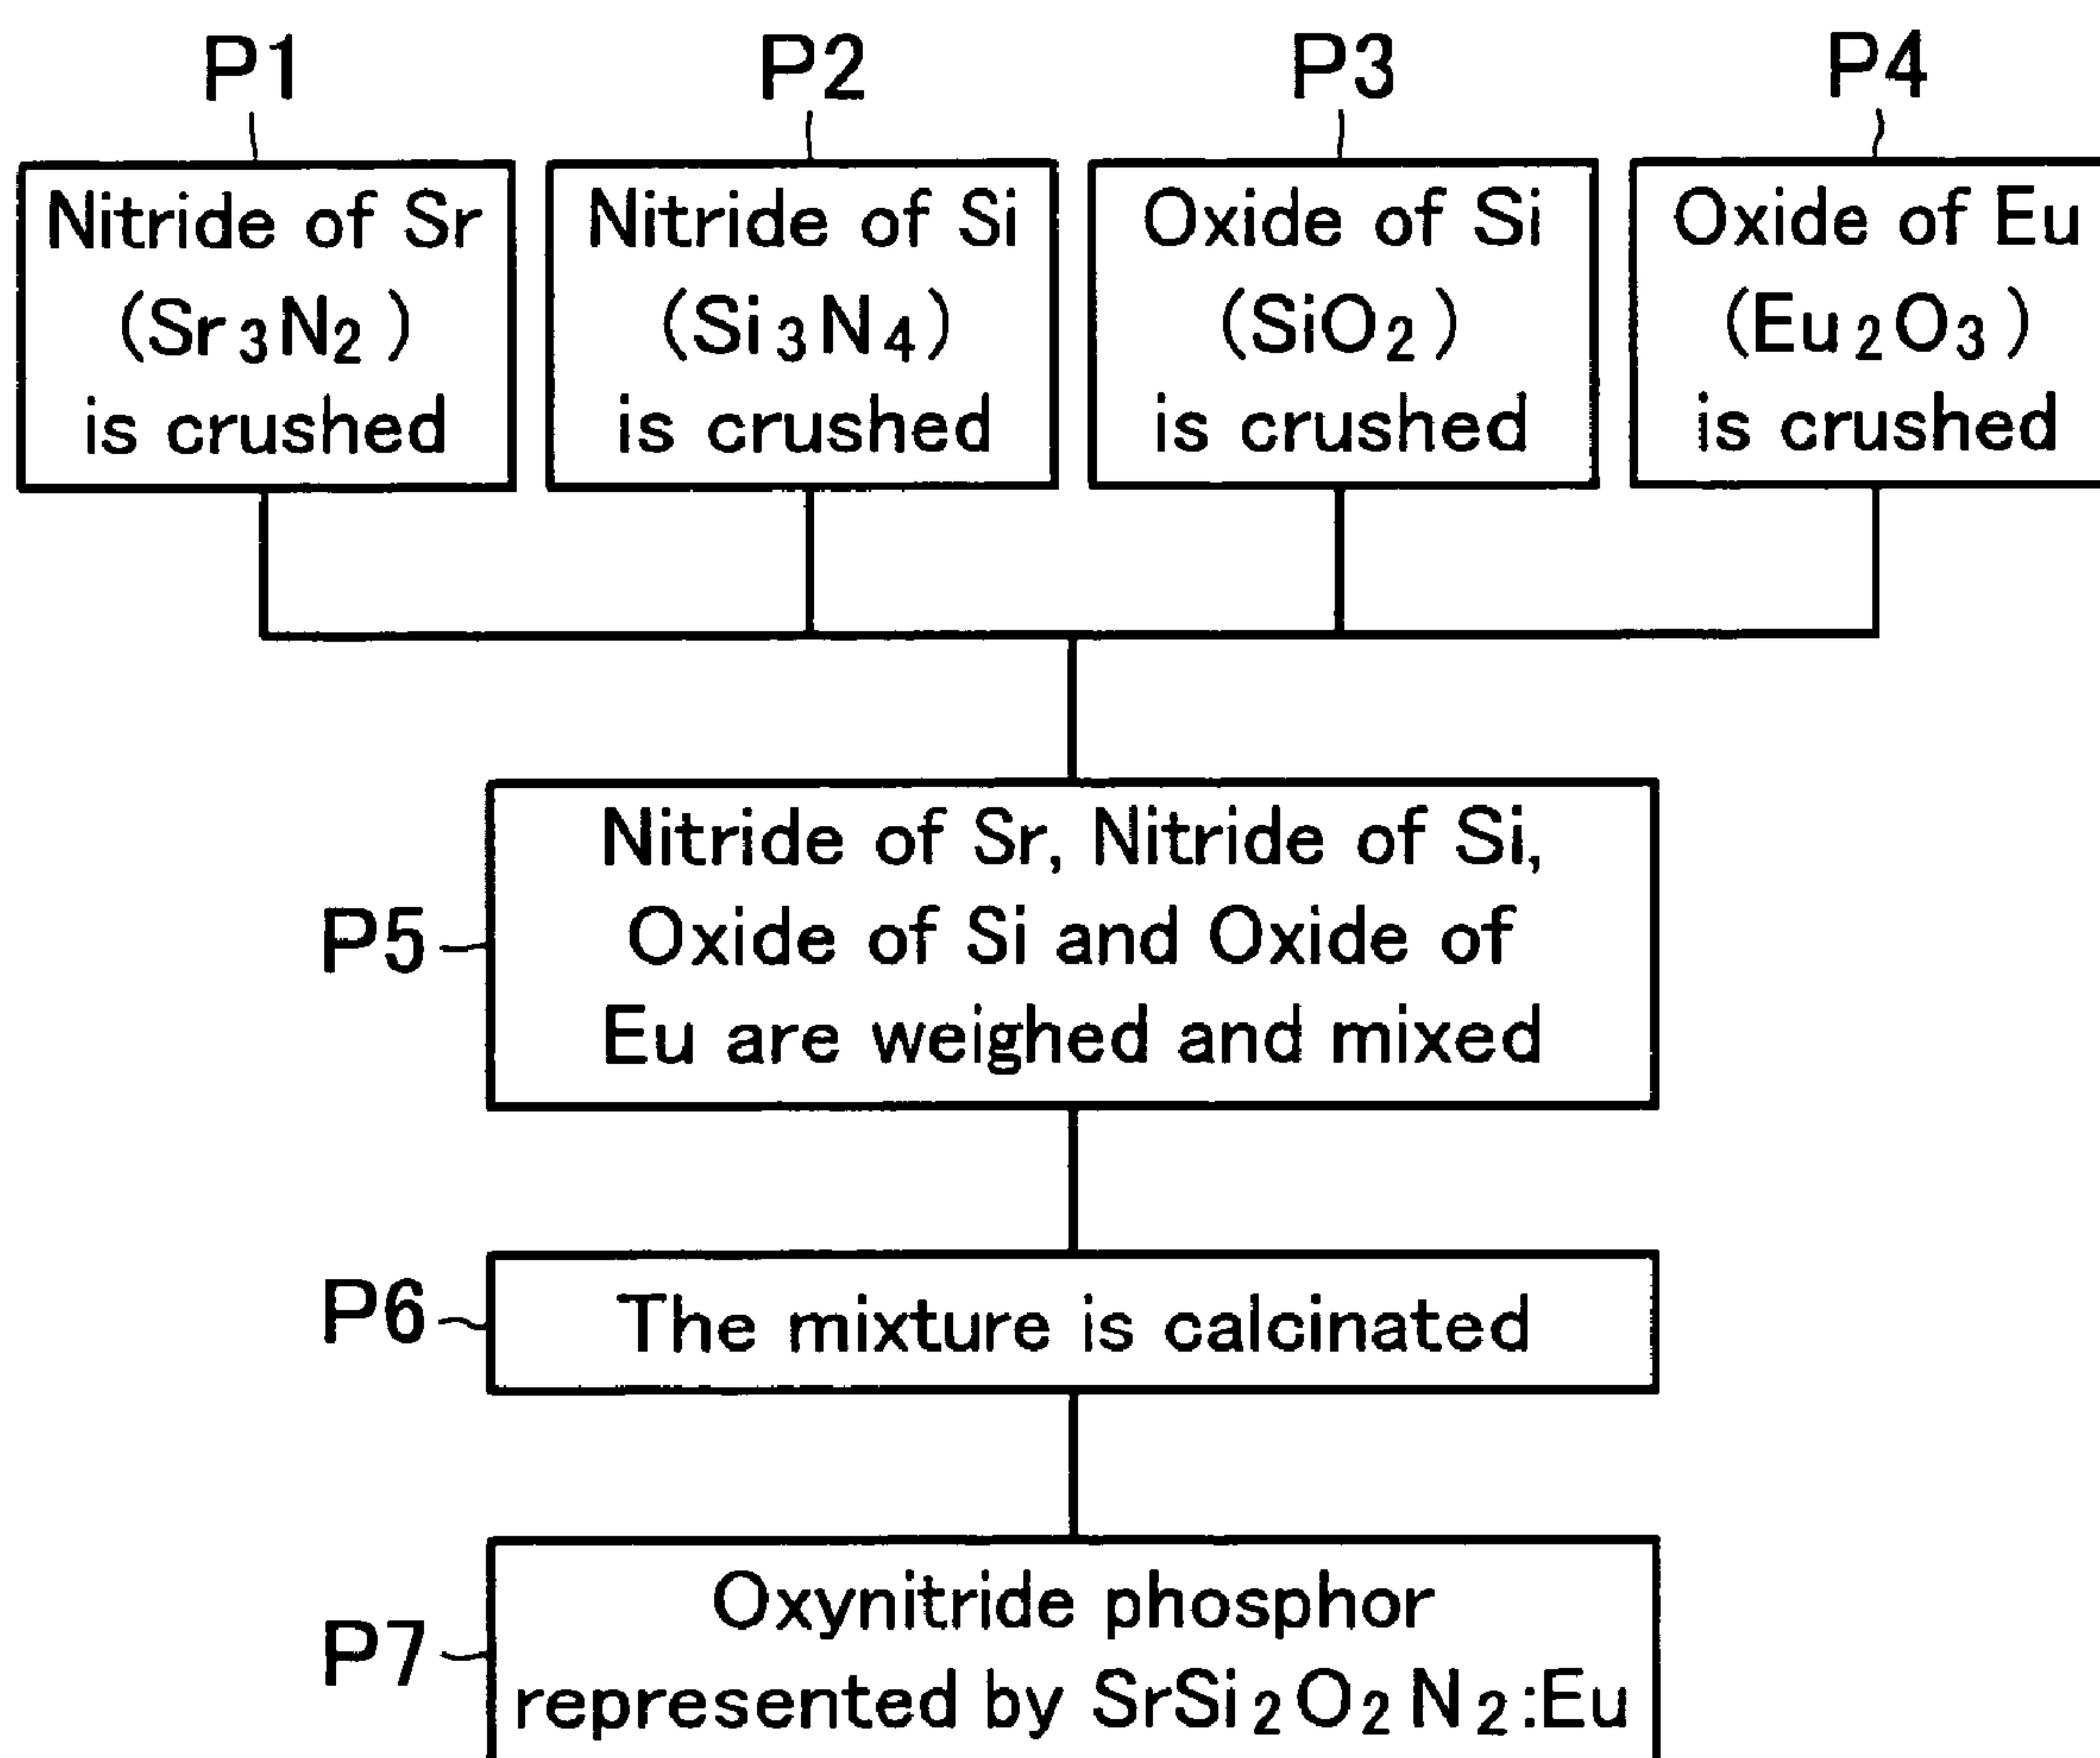 P1
P2
P3
P4
Nitride of Sr
(Sr3N2)
is crushed
Nitride of Si
(Si3N4)
is crushed
Oxide of Si
(SiO2)
is crushed
Oxide of Eu
(Eu2O3)
is crushed
P5
Nitride of Sr, Nitride of Si,
Oxide of Si and Oxide of
Eu are weighed and mixed
P6
The mixture is calcinated
P7
Oxynitride phosphor
represented by SrSi2O2N2:Eu